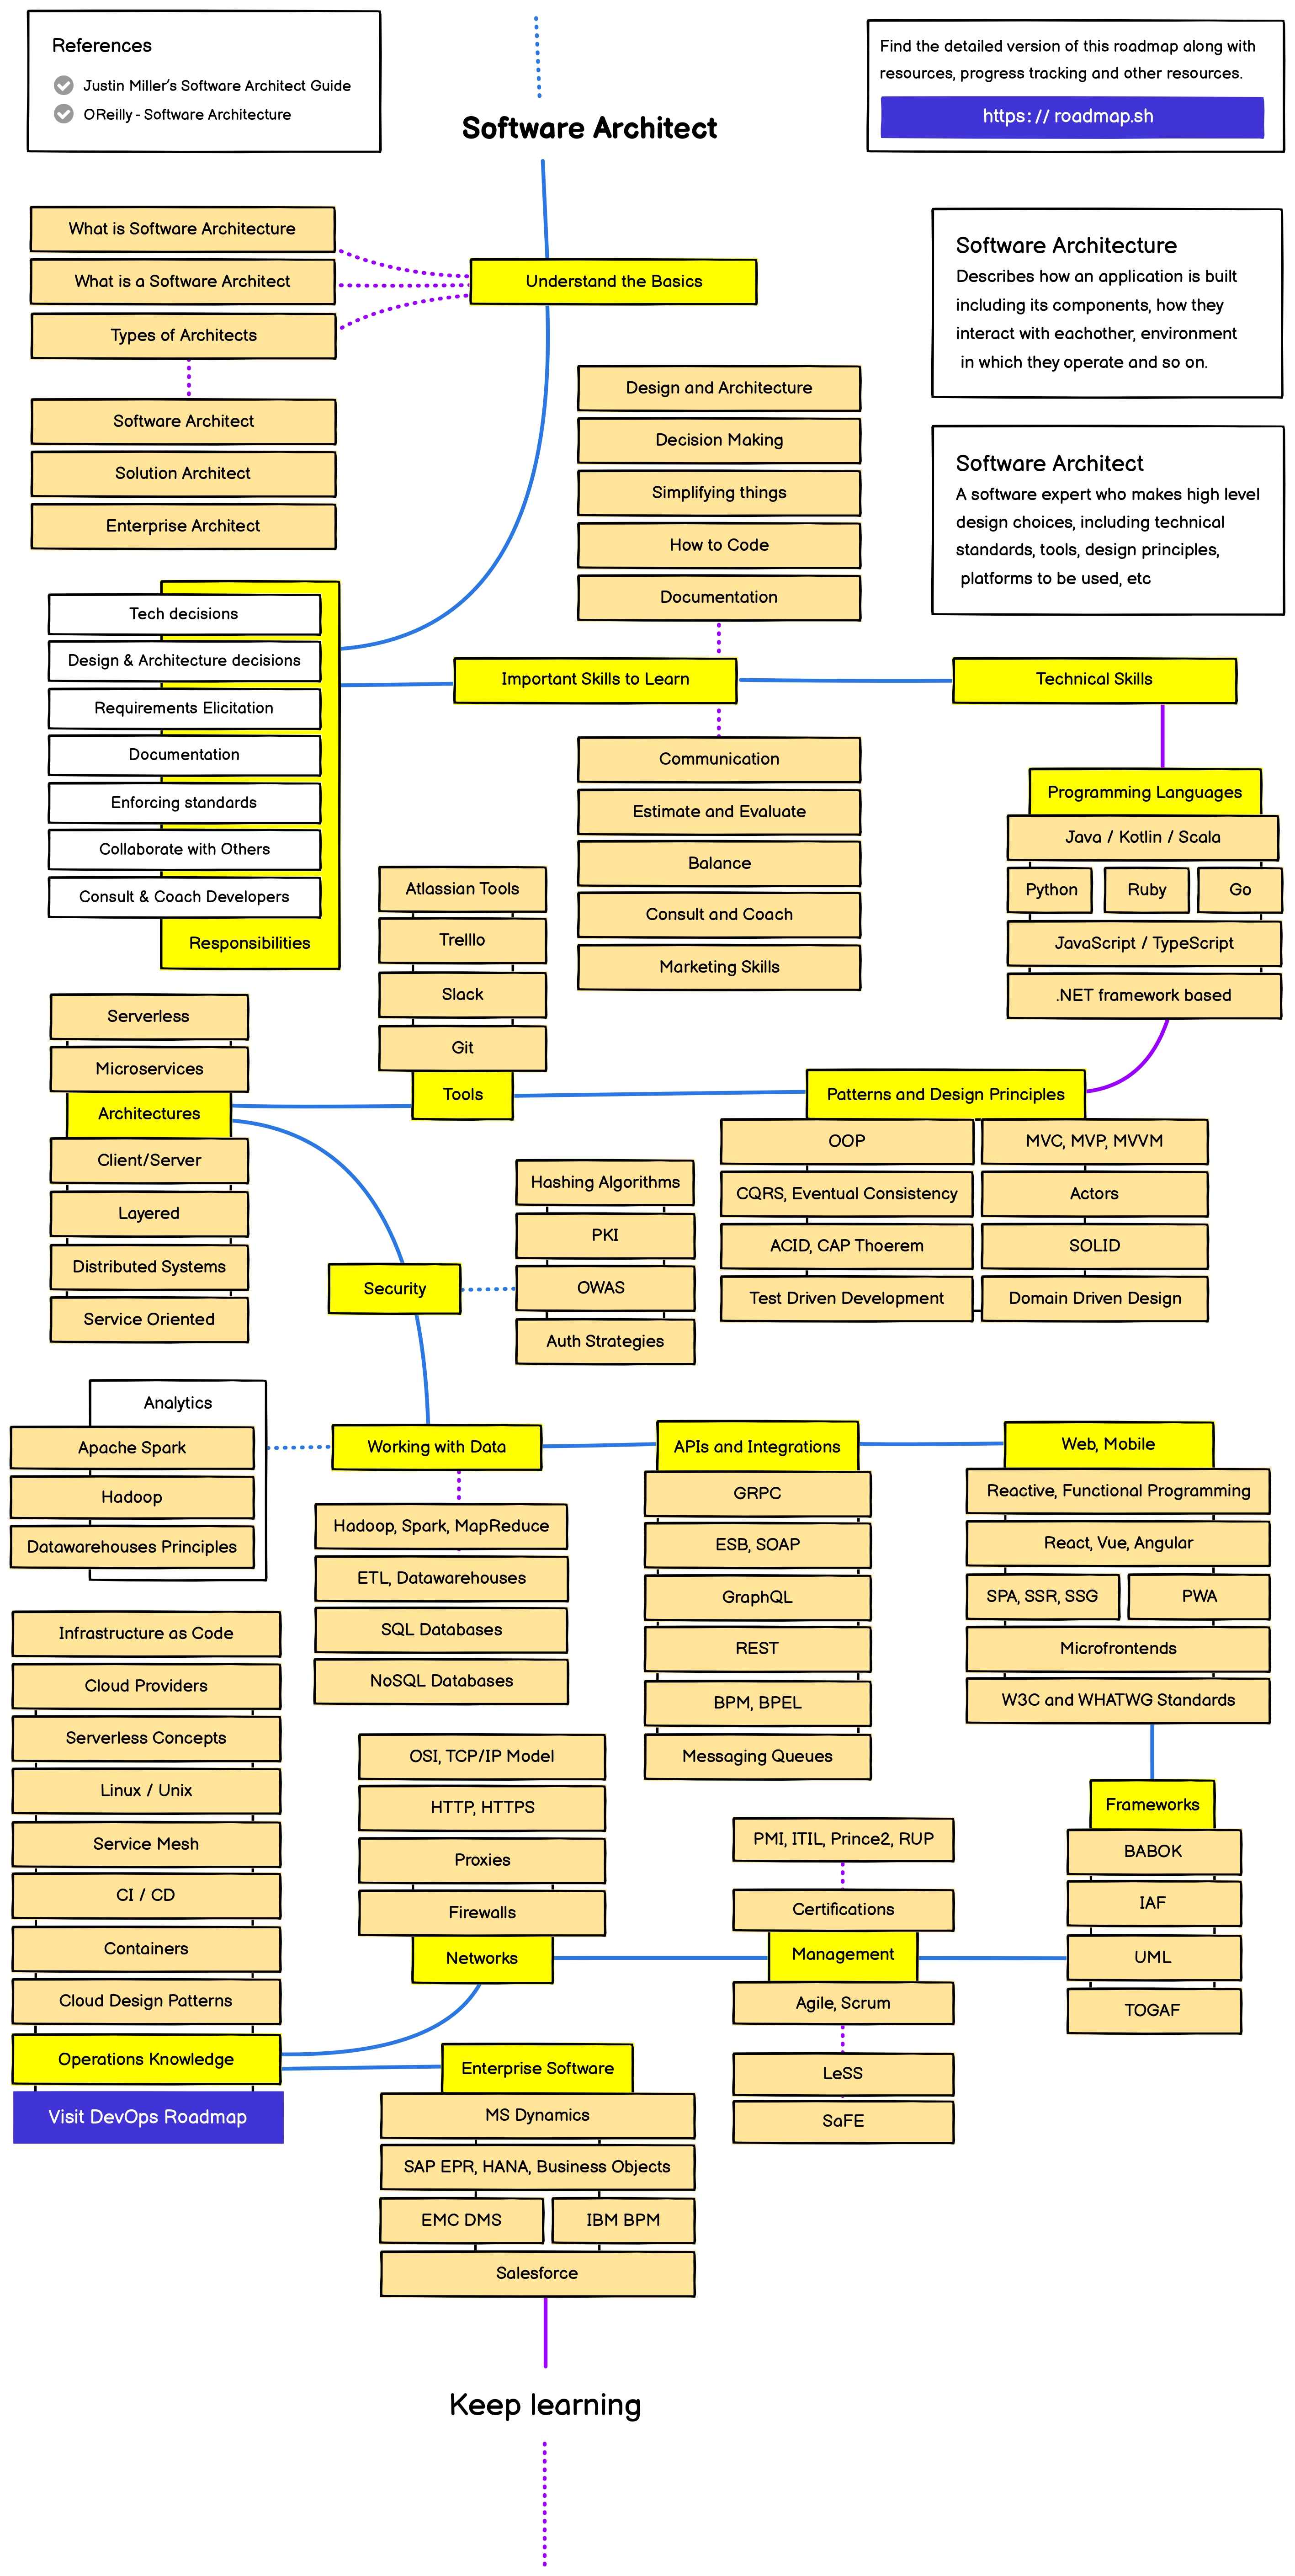 References
Justin Miller's Software Architect Guide
OReilly - Software Architecture
Software Architect
Find the detailed version of this roadmap along with
resources, progress tracking and other resources.
https://roadmap.sh
What is Software Architecture
What is a Software Architect
Types of Architects
Software Architect
Solution Architect
Enterprise Architect
Understand the Basics
Software Architecture
Describes how an application is built
including its components, how they
interact with eachother, environment
in which they operate and so on.
Software Architect
A software expert who makes high level
design choices, including technical
standards, tools, design principles,
platforms to be used, etc
Tech decisions
Design & Architecture decisions
Requirements Elicitation
Documentation
Enforcing standards
Collaborate with Others
Consult & Coach Developers
Responsibilities
Design and Architecture
Decision Making
Simplifying things
How to Code
Documentation
Important Skills to Learn
Communication
Estimate and Evaluate
Balance
Consult and Coach
Marketing Skills
Technical Skills
Programming Languages
Java / Kotlin / Scala
Python
Ruby
Go
JavaScript / TypeScript
.NET framework based
Patterns and Design Principles
OOP
MVC, MVP, MVVM
CQRS, Eventual Consistency
Actors
ACID, CAP Thoerem
SOLID
Test Driven Development
Domain Driven Design
Atlassian Tools
Trelllo
Slack
Git
Tools
Serverless
Microservices
Architectures
Client/Server
Layered
Distributed Systems
Service Oriented
Security
Hashing Algorithms
PKI
OWAS
Auth Strategies
Analytics
Apache Spark
Hadoop
Datawarehouses Principles
Working with Data
Hadoop, Spark, MapReduce
ETL, Datawarehouses
SQL Databases
NoSQL Databases
APIs and Integrations
GRPC
ESB, SOAP
GraphQL
REST
BPM, BPEL
Messaging Queues
Web, Mobile
Reactive, Functional Programming
React, Vue, Angular
SPA, SSR, SSG
PWA
Microfrontends
W3C and WHATWG Standards
Frameworks
BABOK
IAF
UML
TOGAF
PMI, ITIL, Prince2, RUP
Certifications
Management
Agile, Scrum
LeSS
SaFE
OSI, TCP/IP Model
HTTP, HTTPS
Proxies
Firewalls
Networks
Infrastructure as Code
Cloud Providers
Serverless Concepts
Linux / Unix
Service Mesh
CI / CD
Containers
Cloud Design Patterns
Operations Knowledge
Visit DevOps Roadmap
Enterprise Software
MS Dynamics
SAP EPR, HANA, Business Objects
EMC DMS
IBM BPM
Salesforce
Keep learning